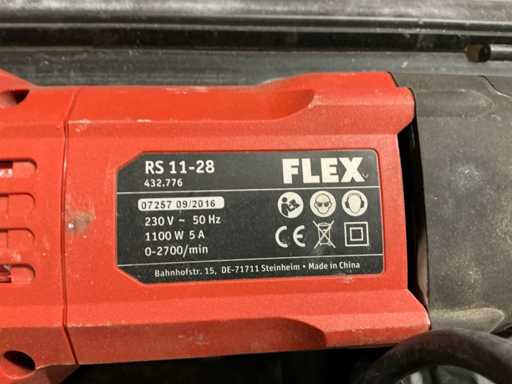 RS 11-28
432.776
FLEX
07257 09/2016
230 V ~ 50 Hz
1100 W 5 A
0-2700/min
CE
Bahnhofstr. 15, DE-71711 Steinheim • Made in China